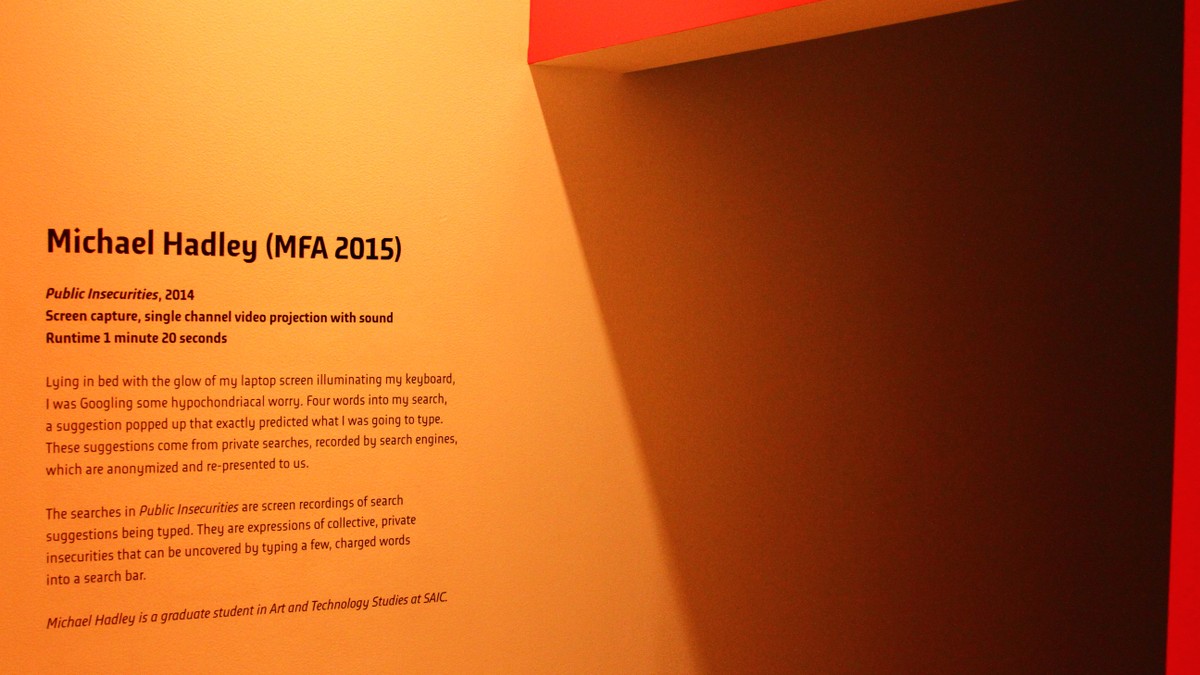 Michael Hadley (MFA 2015)
Public Insecurities, 2014
Screen capture, single channel video projection with sound
Runtime 1 minute 20 seconds
Lying in bed with the glow of my laptop screen illuminating my keyboard,
I was Googling some hypochondriacal worry. Four words into my search,
a suggestion popped up that exactly predicted what I was going to type.
These suggestions come from private searches, recorded by search engines,
which are anonymized and re-presented to us.
The searches in Public Insecurities are screen recordings of search
suggestions being typed. They are expressions of collective, private
insecurities that can be uncovered by typing a few, charged words
into a search bar.
Michael Hadley is a graduate student in Art and Technology Studies at SAIC.